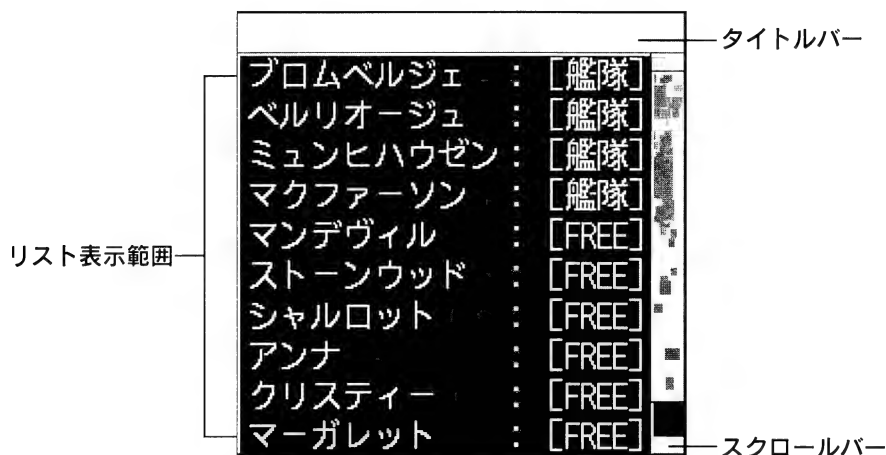 タイトルバー
ブロムベルジェ : [艦隊]
ベルリオージュ : [艦隊]
ミュンヒハウゼン : [艦隊]
マクファーソン : [艦隊]
マンデヴィル : [FREE]
リスト表示範囲
ストーンウッド : [FREE]
シャルロット : [FREE]
アンナ : [FREE]
クリスティー : [FREE]
マーガレット : [FREE]
スクロールバー